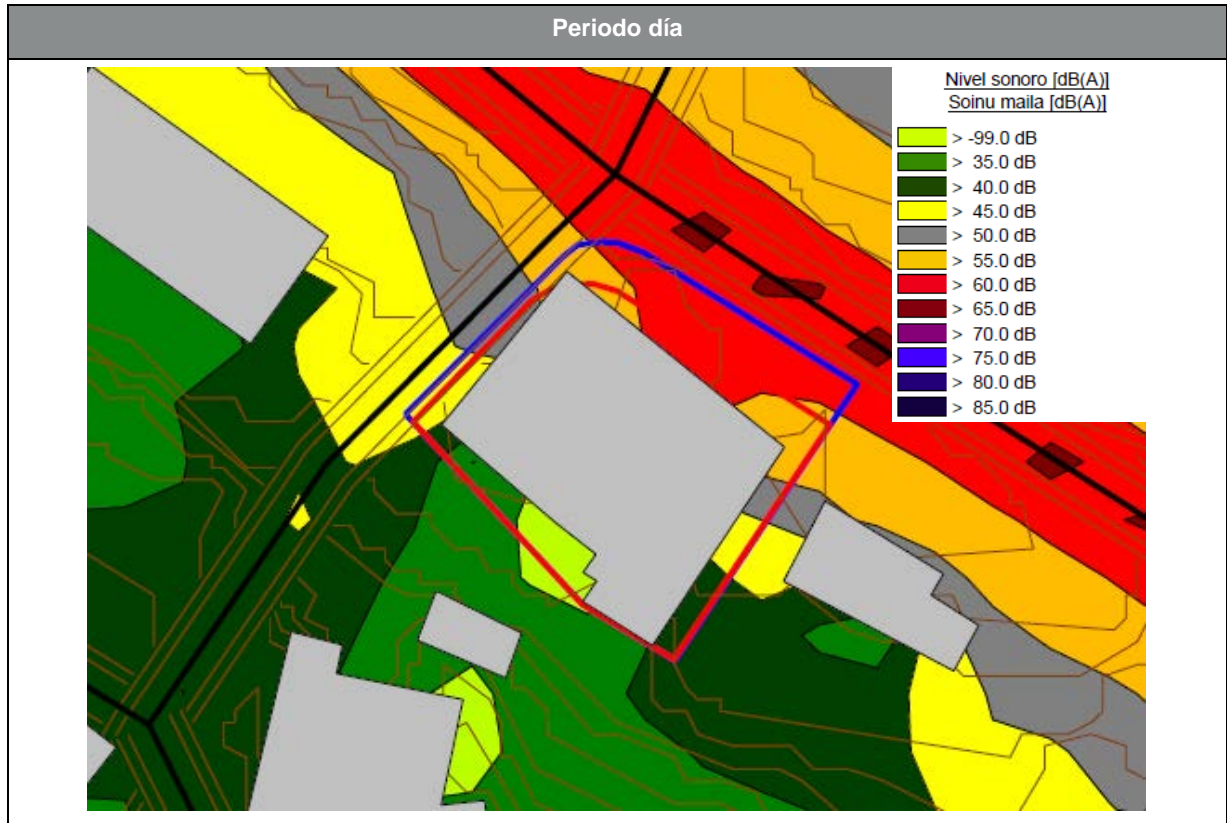 Periodo día
Nivel sonoro [dB(A)]
Soinu maila [dB(A)]
> -99.0 dB
> 35.0 dB
> 40.0 dB
> 45.0 dB
> 50.0 dB
> 55.0 dB
> 60.0 dB
> 65.0 dB
> 70.0 dB
> 75.0 dB
> 80.0 dB
> 85.0 dB